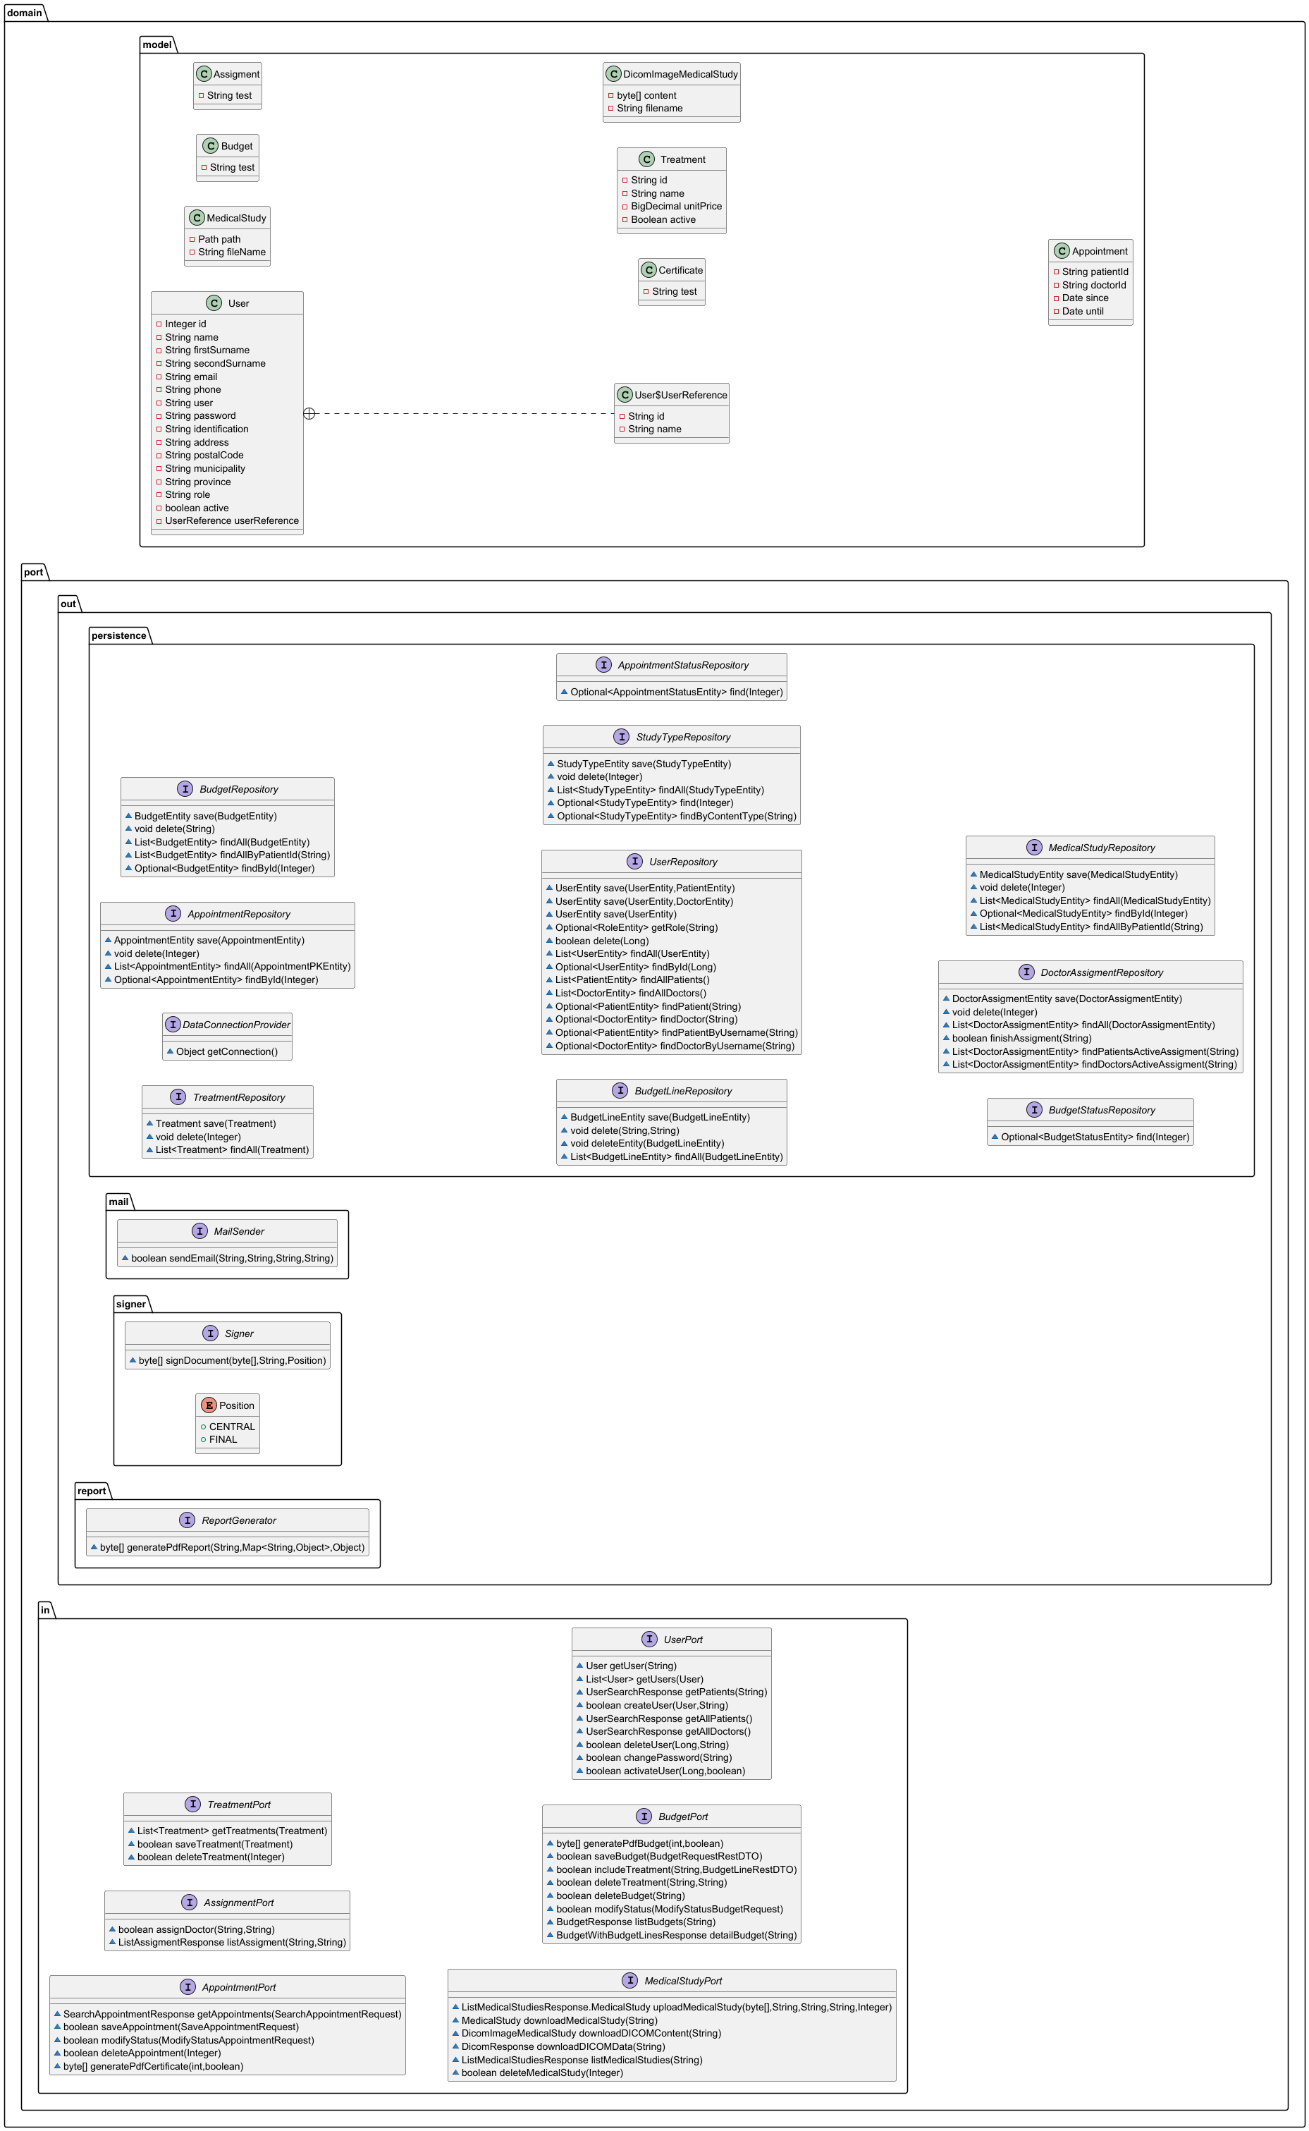 domain
model
C Assigment
String test
C Budget
String test
C MedicalStudy
Path path
String fileName
C User
Integer id
String name
String firstSurname
String secondSurname
String email
String phone
String user
String password
String identification
String address
String postalCode
String municipality
String province
String role
boolean active
UserReference userReference
C DicomImageMedicalStudy
byte[] content
String filename
C Treatment
String id
String name
BigDecimal unitPrice
Boolean active
C Certificate
String test
C User$UserReference
String id
String name
C Appointment
String patientId
String doctorId
Date since
Date until
port
out
persistence
I BudgetRepository
BudgetEntity save(BudgetEntity)
void delete(String)
List<BudgetEntity> findAll(BudgetEntity)
List<BudgetEntity> findAllByPatientId(String)
Optional<BudgetEntity> findById(Integer)
I AppointmentRepository
AppointmentEntity save(AppointmentEntity)
void delete(Integer)
List<AppointmentEntity> findAll(AppointmentPKEntity)
Optional<AppointmentEntity> findById(Integer)
I DataConnectionProvider
Object getConnection()
I TreatmentRepository
Treatment save(Treatment)
void delete(Integer)
List<Treatment> findAll(Treatment)
I AppointmentStatusRepository
Optional<AppointmentStatusEntity> find(Integer)
I StudyTypeRepository
StudyTypeEntity save(StudyTypeEntity)
void delete(Integer)
List<StudyTypeEntity> findAll(StudyTypeEntity)
Optional<StudyTypeEntity> find(Integer)
Optional<StudyTypeEntity> findByContentType(String)
I UserRepository
UserEntity save(UserEntity,PatientEntity)
UserEntity save(UserEntity,DoctorEntity)
UserEntity save(UserEntity)
Optional<RoleEntity> getRole(String)
boolean delete(Long)
List<UserEntity> findAll(UserEntity)
Optional<UserEntity> findById(Long)
List<PatientEntity> findAllPatients()
List<DoctorEntity> findAllDoctors()
Optional<PatientEntity> findPatient(String)
Optional<DoctorEntity> findDoctor(String)
Optional<PatientEntity> findPatientByUsername(String)
Optional<DoctorEntity> findDoctorByUsername(String)
I BudgetLineRepository
BudgetLineEntity save(BudgetLineEntity)
void delete(String,String)
void deleteEntity(BudgetLineEntity)
List<BudgetLineEntity> findAll(BudgetLineEntity)
I MedicalStudyRepository
MedicalStudyEntity save(MedicalStudyEntity)
void delete(Integer)
List<MedicalStudyEntity> findAll(MedicalStudyEntity)
Optional<MedicalStudyEntity> findById(Integer)
List<MedicalStudyEntity> findAllByPatientId(String)
I DoctorAssigmentRepository
DoctorAssigmentEntity save(DoctorAssigmentEntity)
void delete(Integer)
List<DoctorAssigmentEntity> findAll(DoctorAssigmentEntity)
boolean finishAssigment(String)
List<DoctorAssigmentEntity> findPatientsActiveAssigment(String)
List<DoctorAssigmentEntity> findDoctorsActiveAssigment(String)
I BudgetStatusRepository
Optional<BudgetStatusEntity> find(Integer)
mail
I MailSender
boolean sendEmail(String,String,String,String)
signer
I Signer
byte[] signDocument(byte[],String,Position)
E Position
CENTRAL
FINAL
report
I ReportGenerator
byte[] generatePdfReport(String,Map<String,Object>,Object)
in
I TreatmentPort
List<Treatment> getTreatments(Treatment)
boolean saveTreatment(Treatment)
boolean deleteTreatment(Integer)
I AssignmentPort
boolean assignDoctor(String,String)
ListAssigmentResponse listAssigment(String,String)
I AppointmentPort
SearchAppointmentResponse getAppointments(SearchAppointmentRequest)
boolean saveAppointment(SaveAppointmentRequest)
boolean modifyStatus(ModifyStatusAppointmentRequest)
boolean deleteAppointment(Integer)
byte[] generatePdfCertificate(int,boolean)
I UserPort
User getUser(String)
List<User> getUsers(User)
UserSearchResponse getPatients(String)
boolean createUser(User,String)
UserSearchResponse getAllPatients()
UserSearchResponse getAllDoctors()
boolean deleteUser(Long,String)
boolean changePassword(String)
boolean activateUser(Long,boolean)
I BudgetPort
byte[] generatePdfBudget(int,boolean)
boolean saveBudget(BudgetRequestRestDTO)
boolean includeTreatment(String,BudgetLineRestDTO)
boolean deleteTreatment(String,String)
boolean deleteBudget(String)
boolean modifyStatus(ModifyStatusBudgetRequest)
BudgetResponse listBudgets(String)
BudgetWithBudgetLinesResponse detailBudget(String)
I MedicalStudyPort
ListMedicalStudiesResponse.MedicalStudy uploadMedicalStudy(byte[],String,String,String,Integer)
MedicalStudy downloadMedicalStudy(String)
DicomImageMedicalStudy downloadDICOMContent(String)
DicomResponse downloadDICOMData(String)
ListMedicalStudiesResponse listMedicalStudies(String)
boolean deleteMedicalStudy(Integer)